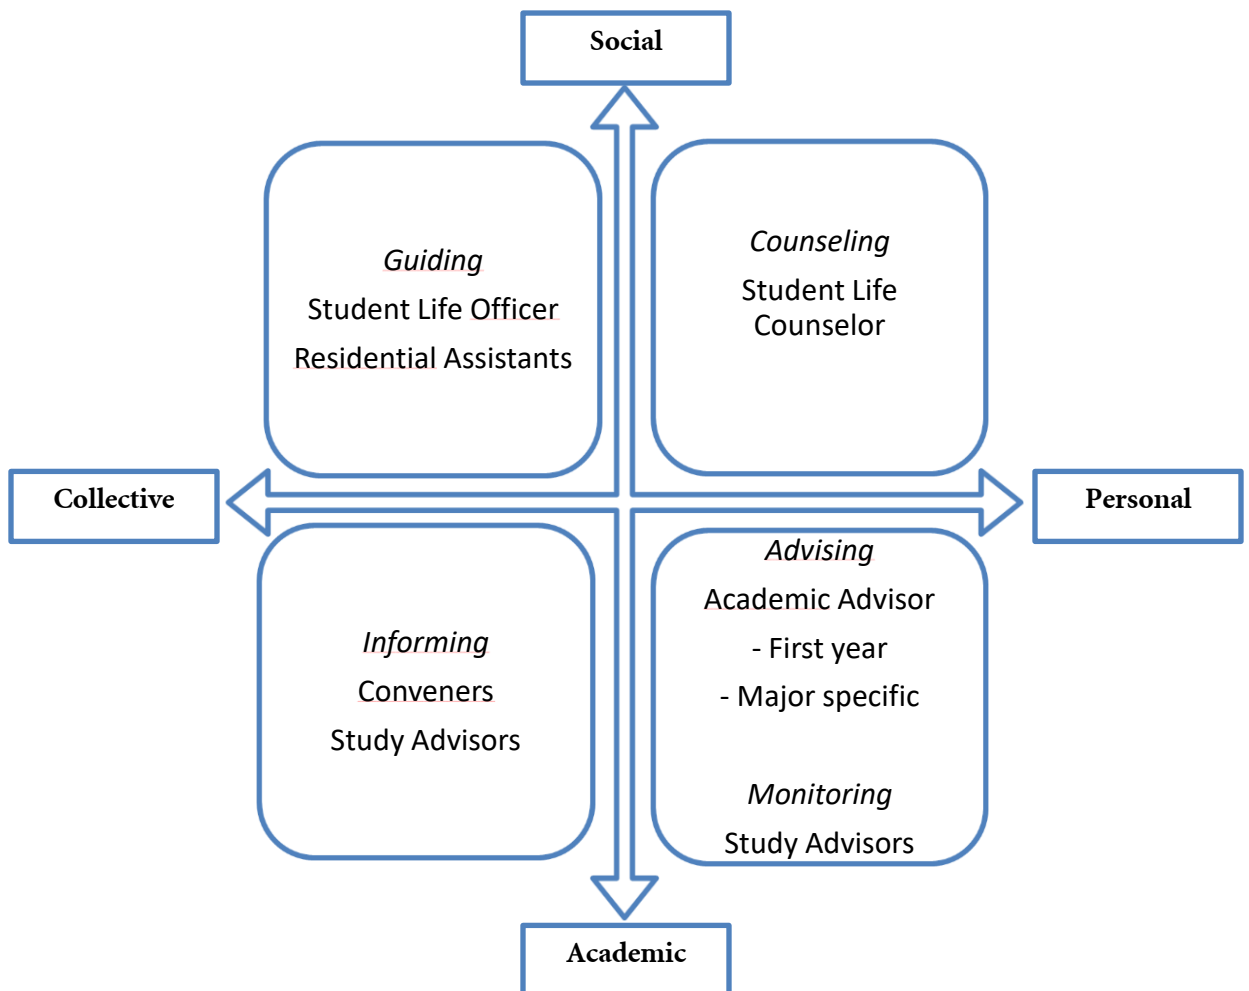 Social
Guiding
Student Life Officer
Residential Assistants
Counseling
Student Life
Counselor
Collective
Personal
Informing
Conveners
Study Advisors
Advising
Academic Advisor
- First year
- Major specific
Monitoring
Study Advisors
Academic